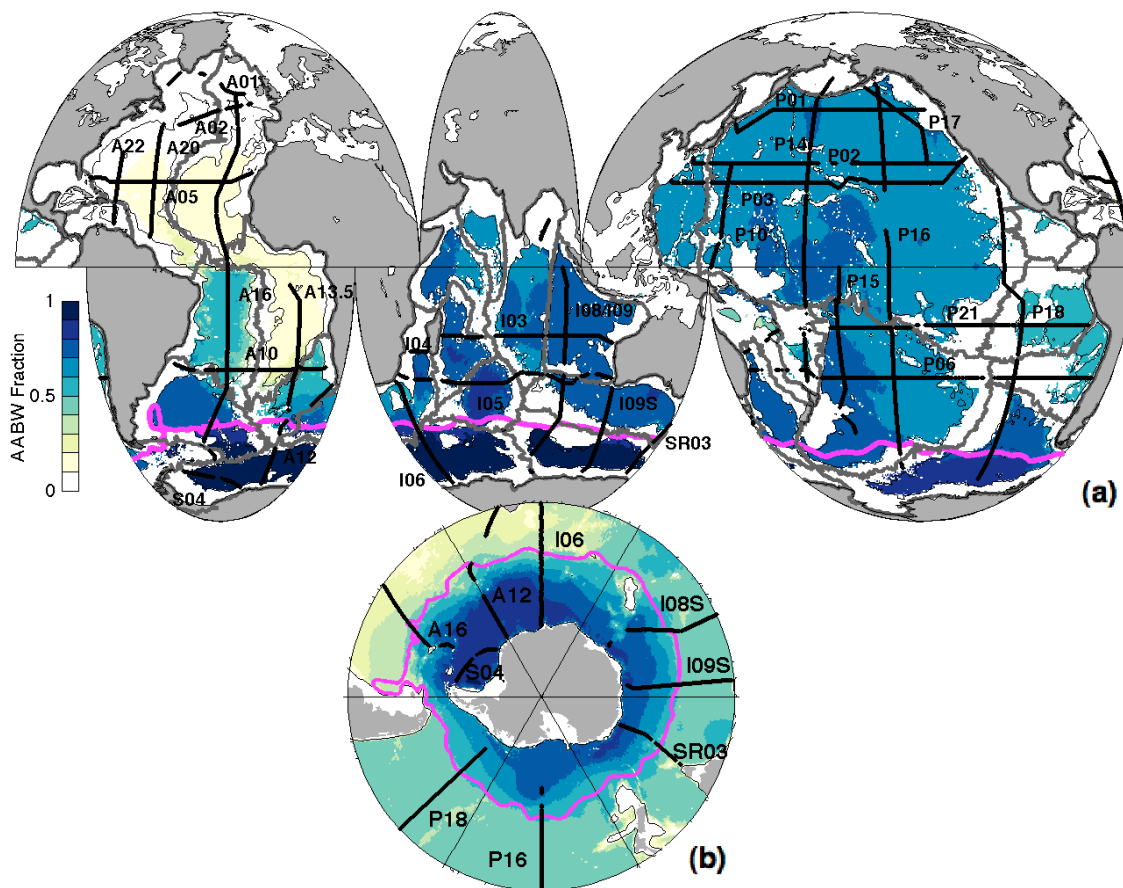 A01
P01
A02
P17
A22
A20
P14
P02
A05
P03
P10
P16
A16
A13.5
P15
I08/I09
1
I03
P21
P18
I04
A10
P06
AABW Fraction
0.5
I05
I09S
SR03
A12
I06
0
S04
(a)
I06
A12
I08S
A16
I09S
S04
SR03
P18
P16
(b)